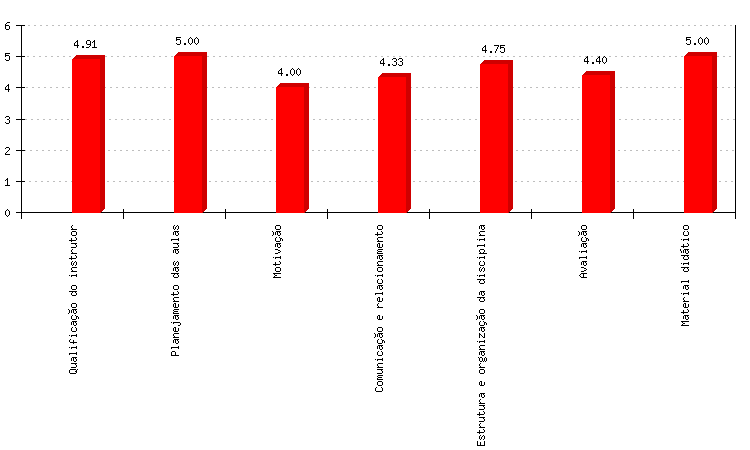 6
5
4
3
2
1
0
4.91
5.00
4.00
4.33
4.75
4.40
5.00
Qualificação do instrutor
Planejamento das aulas
Motivação
Comunicação e relacionamento
Estrutura e organização da disciplina
Avaliação
Material didático